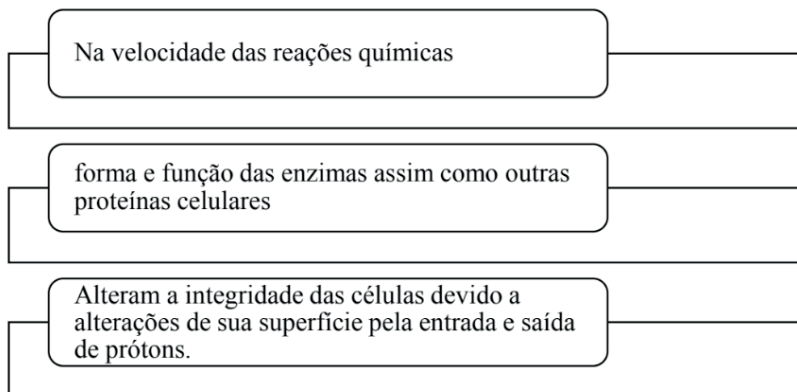 Na velocidade das reações químicas
forma e função das enzimas assim como outras
proteínas celulares
Alteram a integridade das células devido a
alterações de sua superfície pela entrada e saída
de prótons.